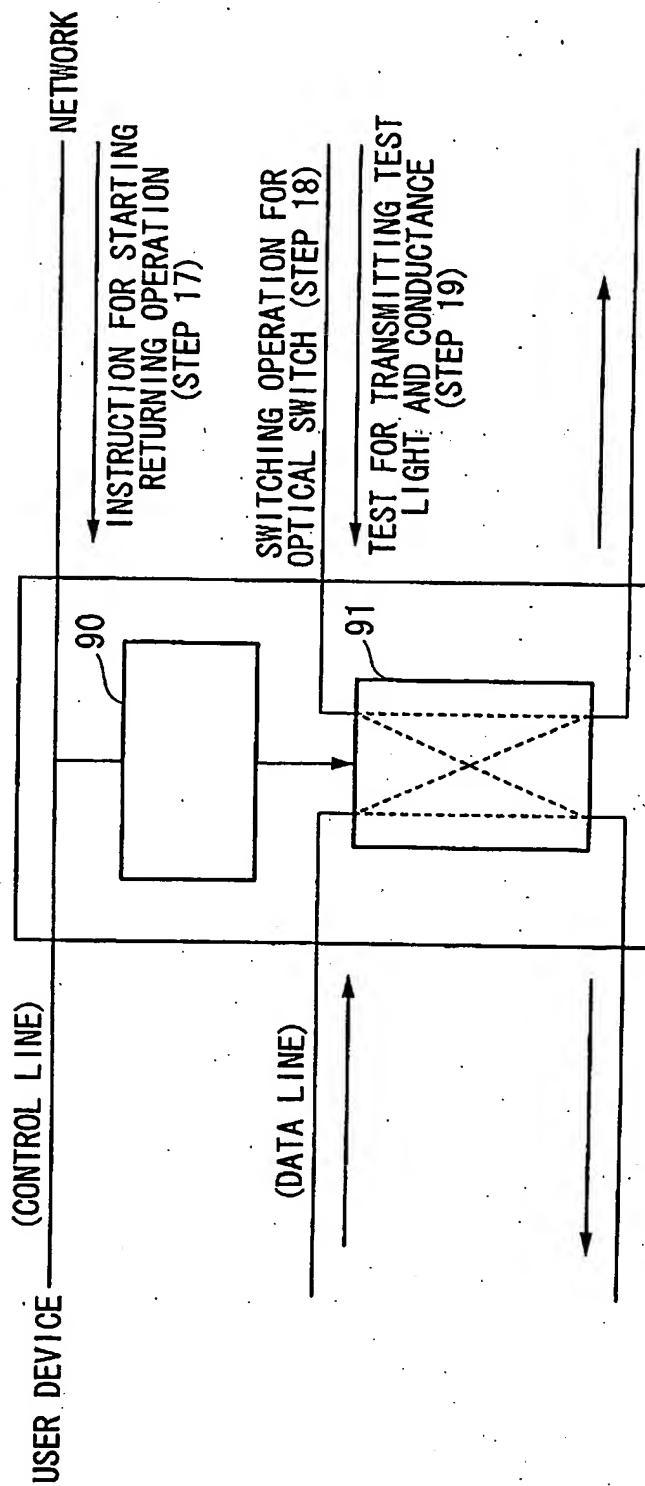 USER DEVICE
(CONTROL LINE)
NETWORK
INSTRUCTION FOR STARTING
RETURNING OPERATION
(STEP 17)
90
(DATA LINE)
SWITCHING OPERATION FOR
OPTICAL SWITCH (STEP 18)
91
TEST FOR TRANSMITTING TEST
LIGHT AND CONDUCTANCE
(STEP 19)